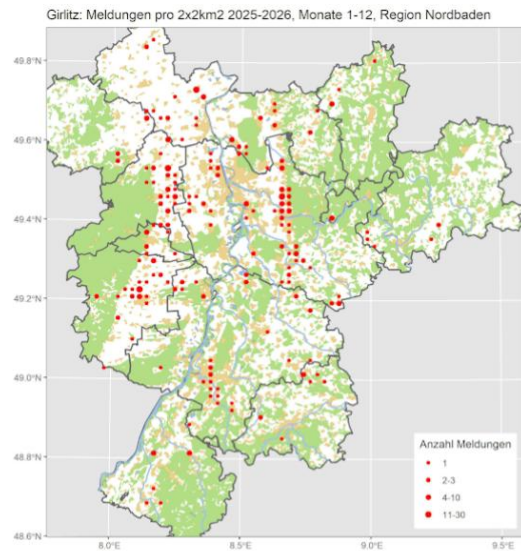 Girlitz: Meldungen pro 2x2km2 2025-2026, Monate 1-12, Region Nordbaden
49.8°N
49.6°N
49.4°N
49.2°N
49.0°N
48.8°N
48.6°N
8.0°E 8.5°E 9.0°E 9.5°E
Anzahl Meldungen
1
2-3
4-10
11-30